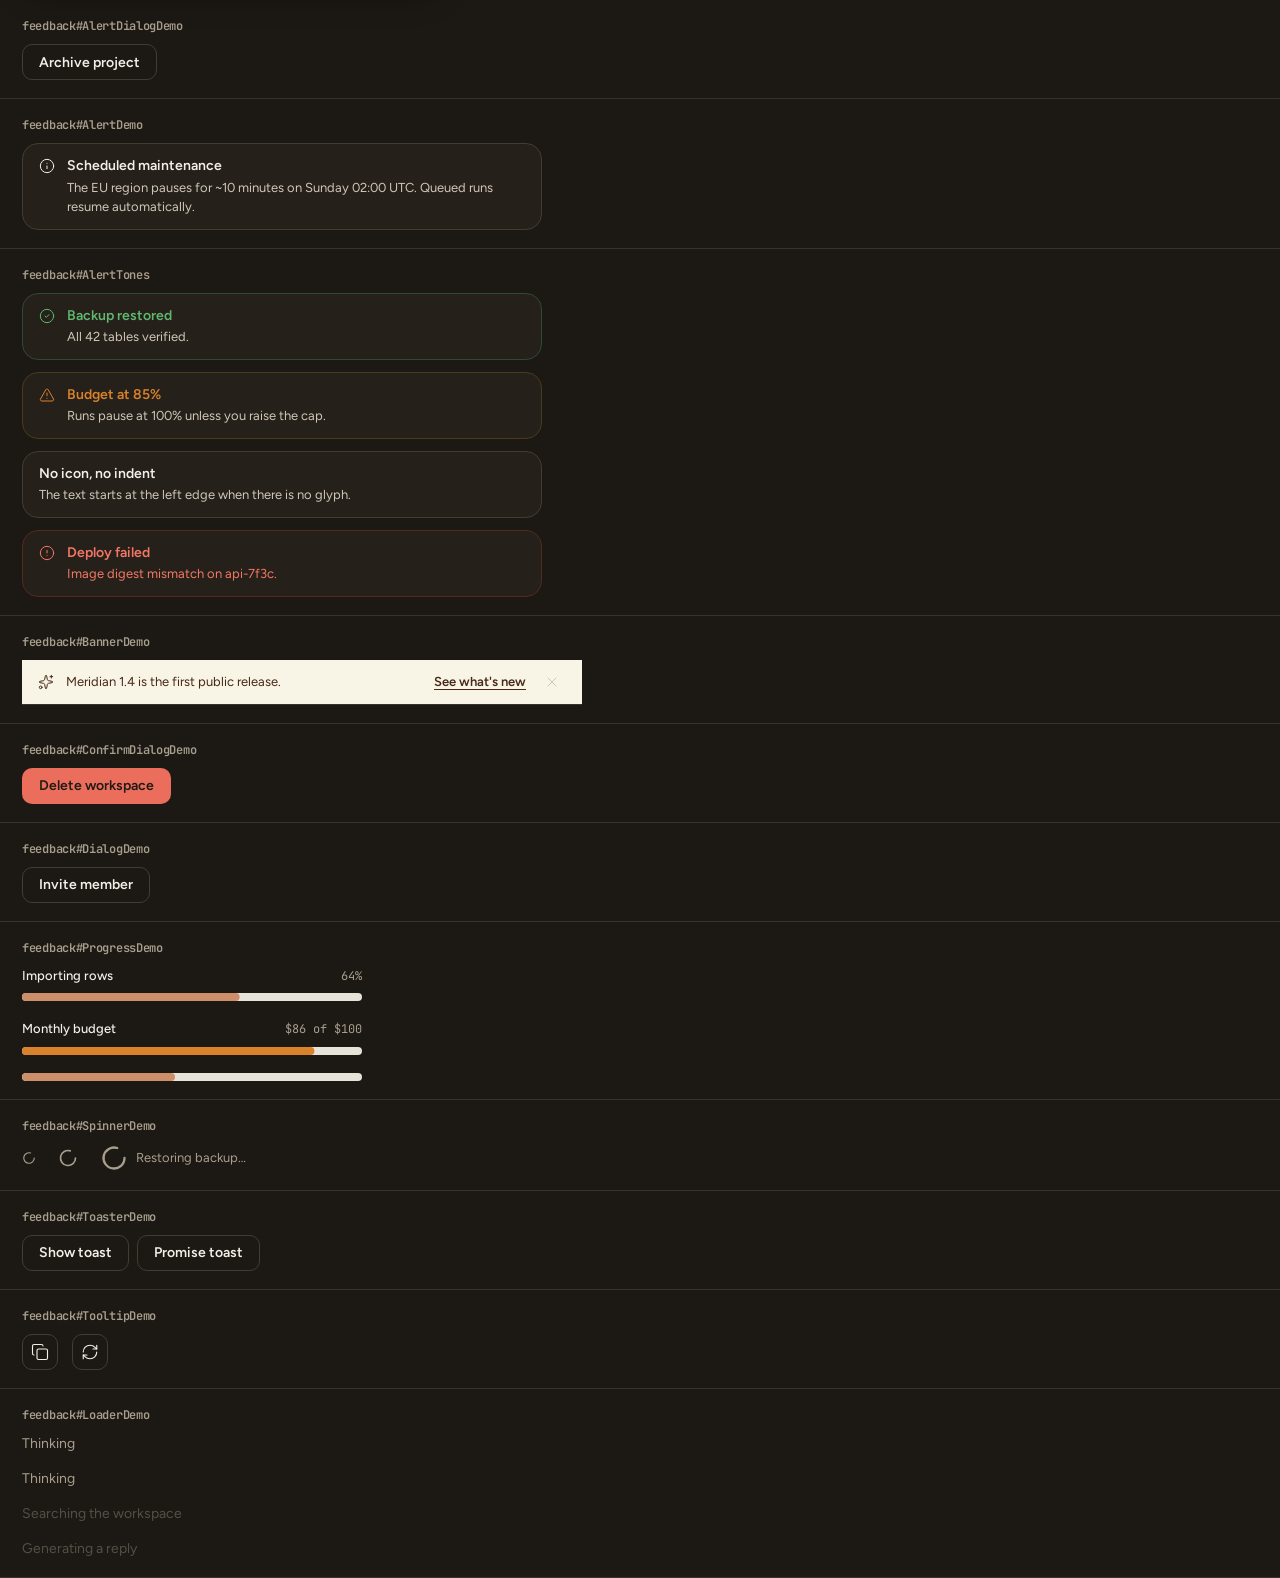 feedback#AlertDialogDemo
Archive project
feedback#AlertDemo
Scheduled maintenance
The EU region pauses for ~10 minutes on Sunday 02:00 UTC. Queued runs
resume automatically.
feedback#AlertTones
Backup restored
All 42 tables verified.
Budget at 85%
Runs pause at 100% unless you raise the cap.
No icon, no indent
The text starts at the left edge when there is no glyph.
Deploy failed
Image digest mismatch on api-7f3c.
feedback#BannerDemo
Meridian 1.4 is the first public release. See what's new
feedback#ConfirmDialogDemo
Delete workspace
feedback#DialogDemo
Invite member
feedback#ProgressDemo
Importing rows 64%
Monthly budget $86 of $100
feedback#SpinnerDemo
Restoring backup...
feedback#ToasterDemo
Show toast Promise toast
feedback#TooltipDemo
feedback#LoaderDemo
Thinking
Thinking
Searching the workspace
Generating a reply